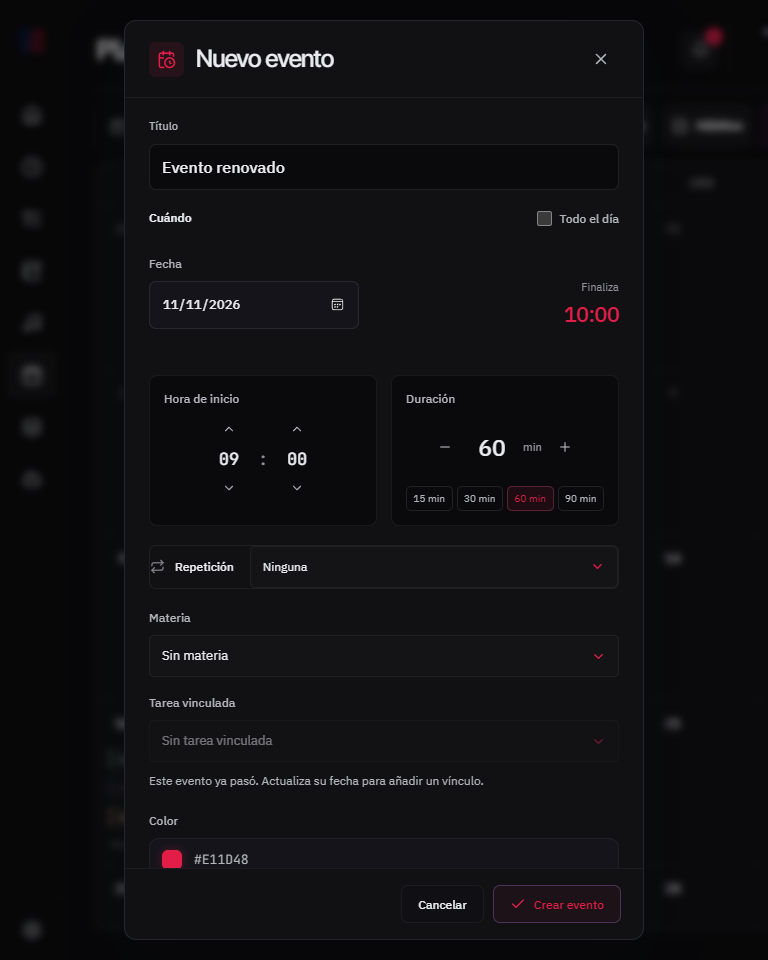 Nuevo evento
Título
Evento renovado
Cuándo
Todo el día
Fecha
11/11/2026
Finaliza
10:00
Hora de inicio
09 : 00
Duración
60 min
15 min 30 min 60 min 90 min
Repetición Ninguna
Materia
Sin materia
Tarea vinculada
Sin tarea vinculada
Este evento ya pasó. Actualiza su fecha para añadir un vínculo.
Color
#E11D48
Cancelar
Crear evento